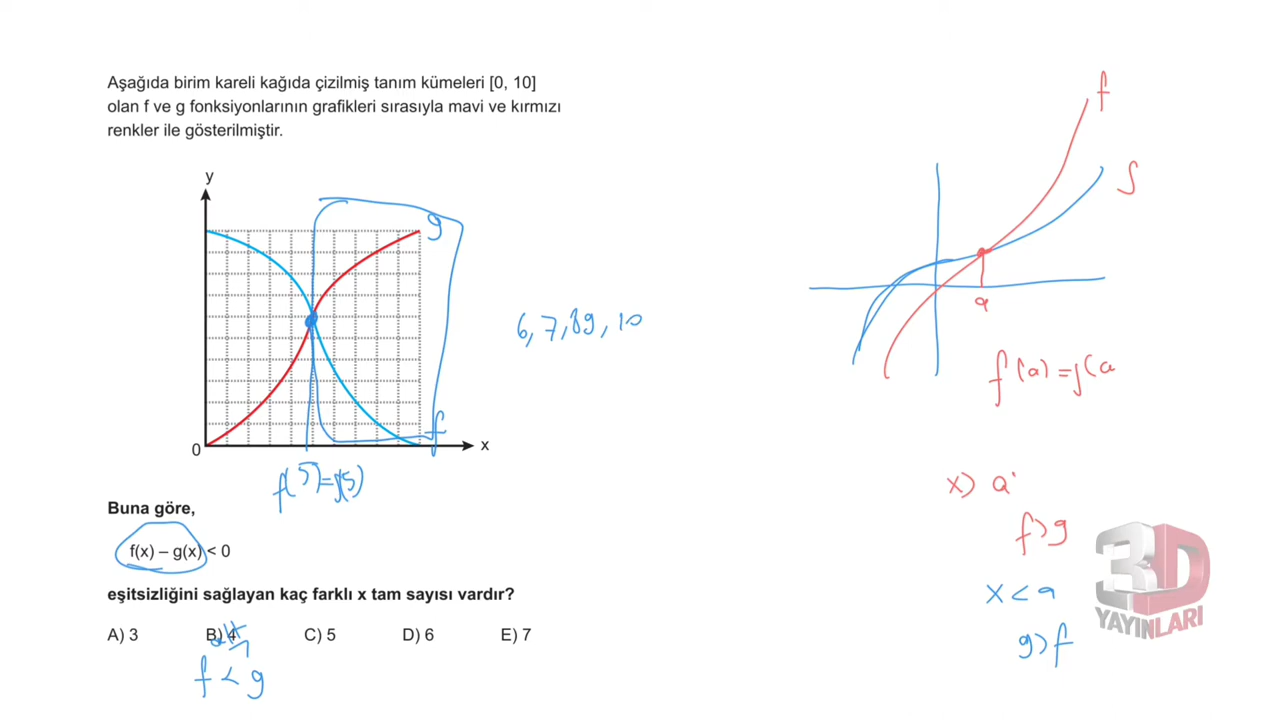 Aşağıda birim kareli kağıda çizilmiş tanım kümeleri [0, 10]
olan f ve g fonksiyonlarının grafikleri sırasıyla mavi ve kırmızı
renkler ile gösterilmiştir.
y
g
6, 7, 8 9, 10
f
0
x
f(5)=g(5)
Buna göre,
f(x) – g(x) < 0
eşitsizliğini sağlayan kaç farklı x tam sayısı vardır?
A) 3
B) 4
C) 5
D) 6
E) 7
f < g
f
a
f(a)=g(a
x> a
f>g
x < a
g>f
3D
YAYINLARI